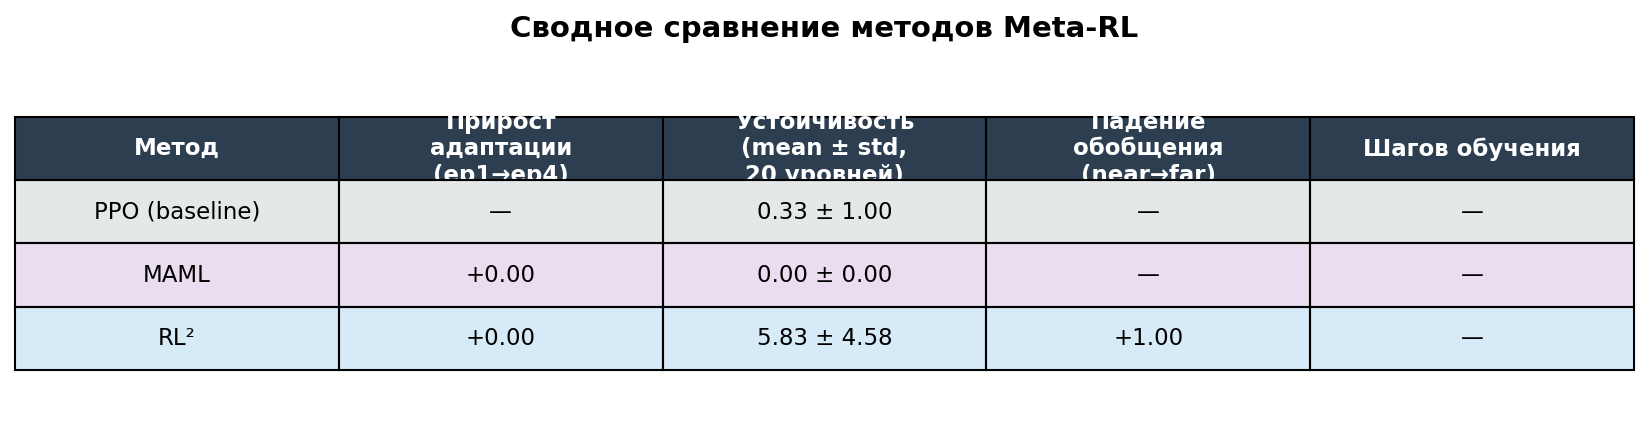 Сводное сравнение методов Meta-RL
Метод
Прирост
адаптации
(ep1→ep4)
Устойчивость
(mean ± std,
20 уровней)
Падение
обобщения
(near→far)
Шагов обучения
PPO (baseline) — 0.33 ± 1.00 — —
MAML +0.00 0.00 ± 0.00 — —
RL² +0.00 5.83 ± 4.58 +1.00 —